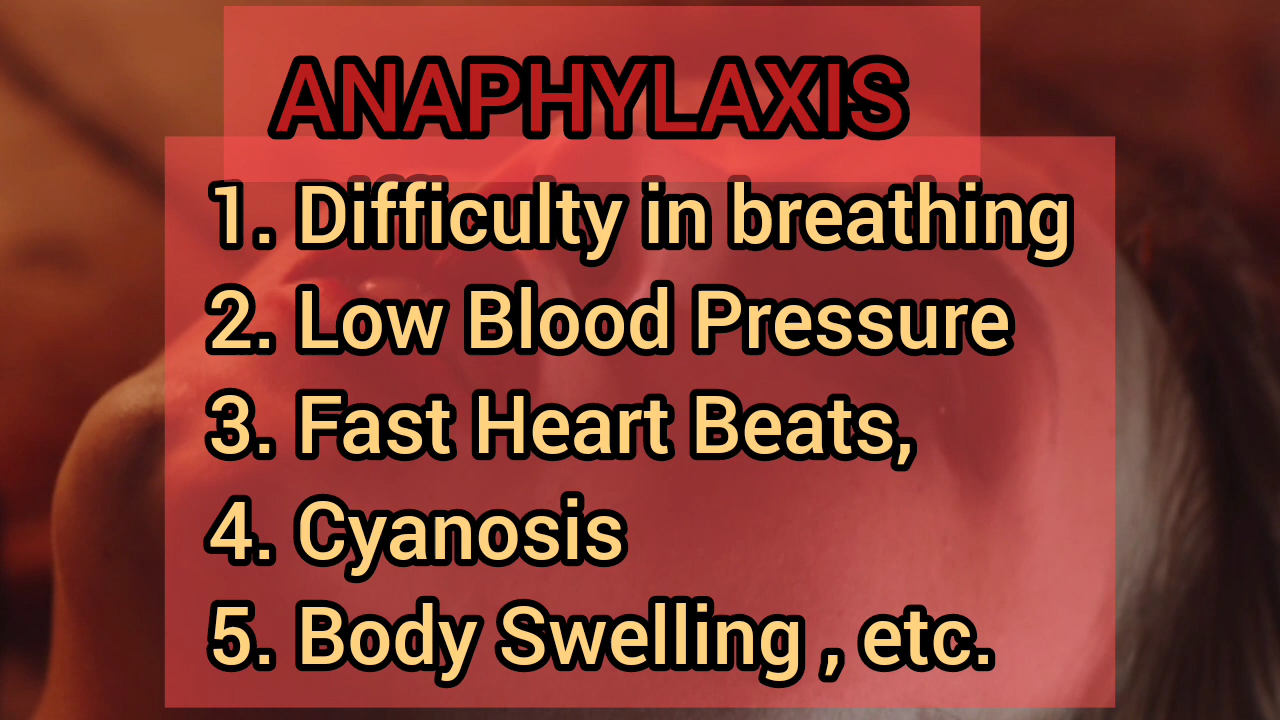 ANAPHYLAXIS
1. Difficulty in breathing
2. Low Blood Pressure
3. Fast Heart Beats,
4. Cyanosis
5. Body Swelling , etc.